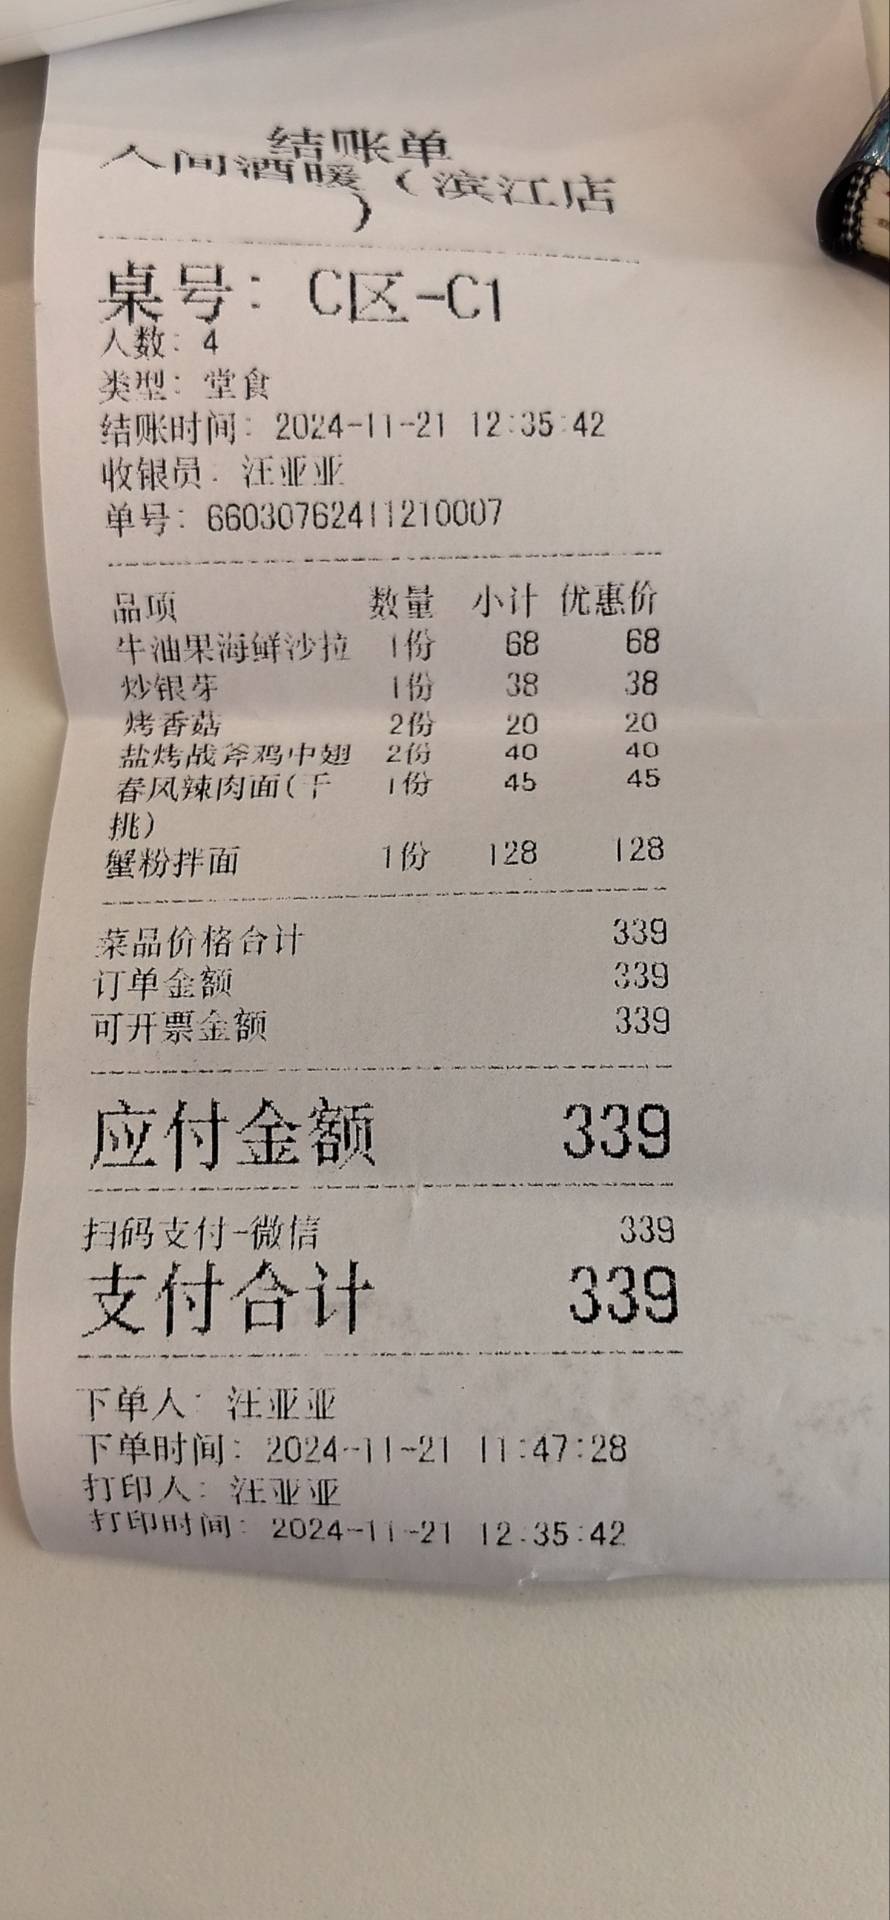 结账单
人间酒暖（滨江店
）
桌号：C区-C1
人数：4
类型：堂食
结账时间：2024-11-21 12:35:42
收银员：汪亚亚
单号：66030762411210007
品项 数量 小计 优惠价
牛油果海鲜沙拉 1份 68 68
炒银芽 1份 38 38
烤香菇 2份 20 20
盐烤战斧鸡中翅 2份 40 40
春风辣肉面(干 1份 45 45
挑)
蟹粉拌面 1份 128 128
菜品价格合计 339
订单金额 339
可开票金额 339
应付金额 339
扫码支付-微信 339
支付合计 339
下单人：汪亚亚
下单时间：2024-11-21 11:47:28
打印人：汪亚亚
打印时间：2024-11-21 12:35:42